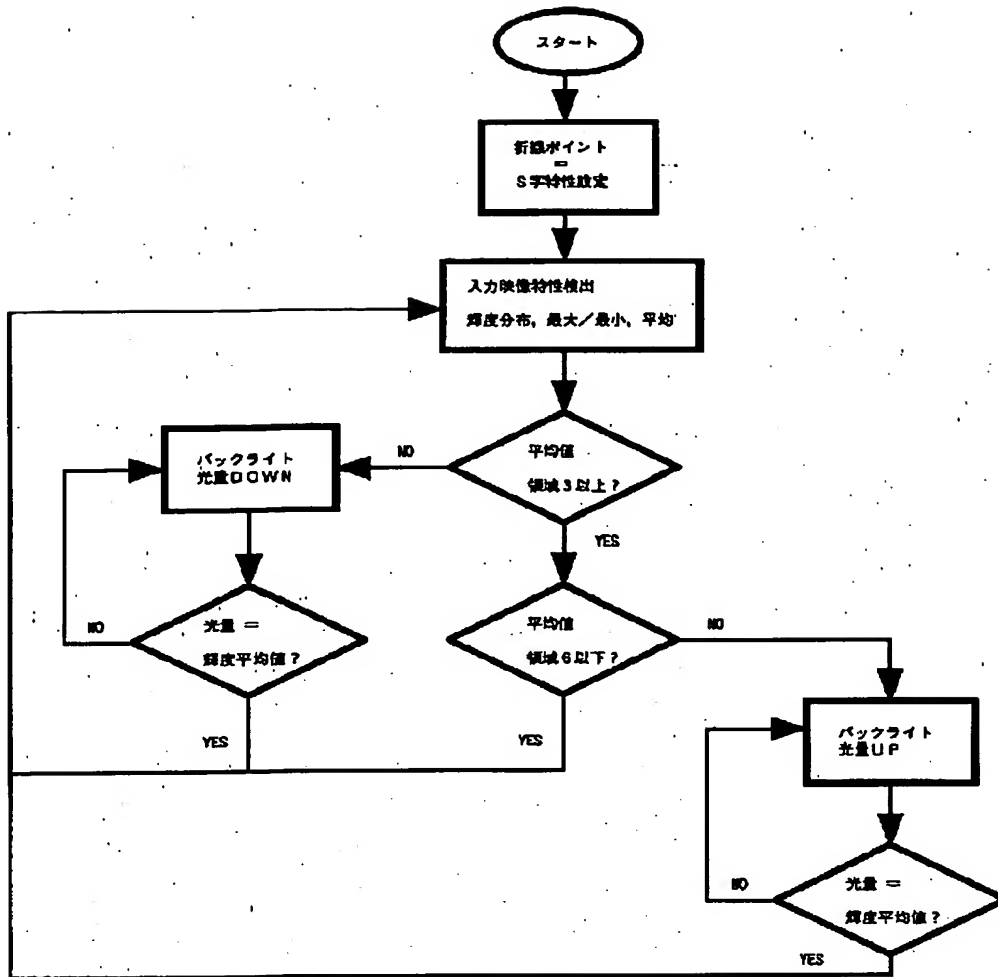 スタート
折線ポイント
=
S字特性設定
入力映像特性検出
輝度分布, 最大/最小, 平均
平均値
領域3以上?
NO
YES
バックライト
光量DOWN
光量 =
輝度平均値?
NO
YES
平均値
領域6以下?
NO
YES
バックライト
光量UP
光量 =
輝度平均値?
NO
YES